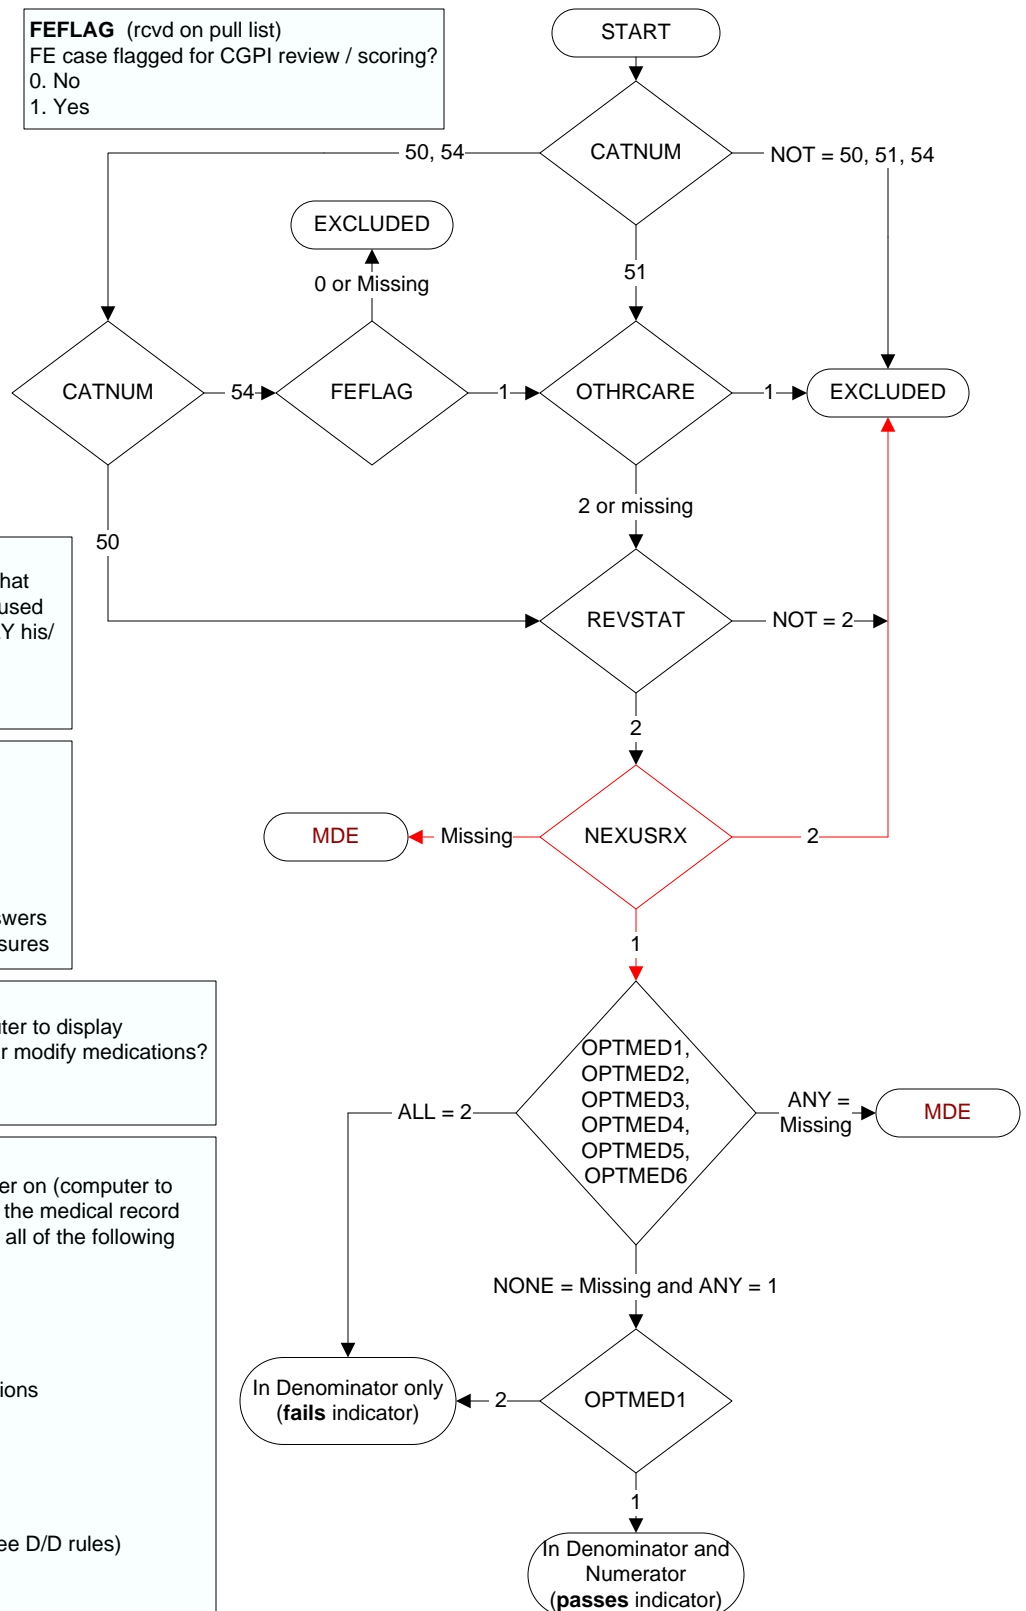 FEFLAG (rcvd on pull list)
FE case flagged for CGPI review / scoring?
0. No
1. Yes
START
CATNUM
50, 54
NOT = 50, 51, 54
EXCLUDED
0 or Missing
51
CATNUM
54
FEFLAG
1
OTHRCARE
1
EXCLUDED
2 or missing
50
hat
used
Y his/
REVSTAT
NOT = 2
2
MDE
Missing
NEXUSRX
2
swers
sures
1
uter to display
r modify medications?
OPTMED1,
OPTMED2,
OPTMED3,
OPTMED4,
OPTMED5,
OPTMED6
ALL = 2
ANY =
Missing
MDE
er on (computer to
the medical record
all of the following
NONE = Missing and ANY = 1
ions
In Denominator only
(fails indicator)
2
OPTMED1
1
ee D/D rules)
In Denominator and
Numerator
(passes indicator)